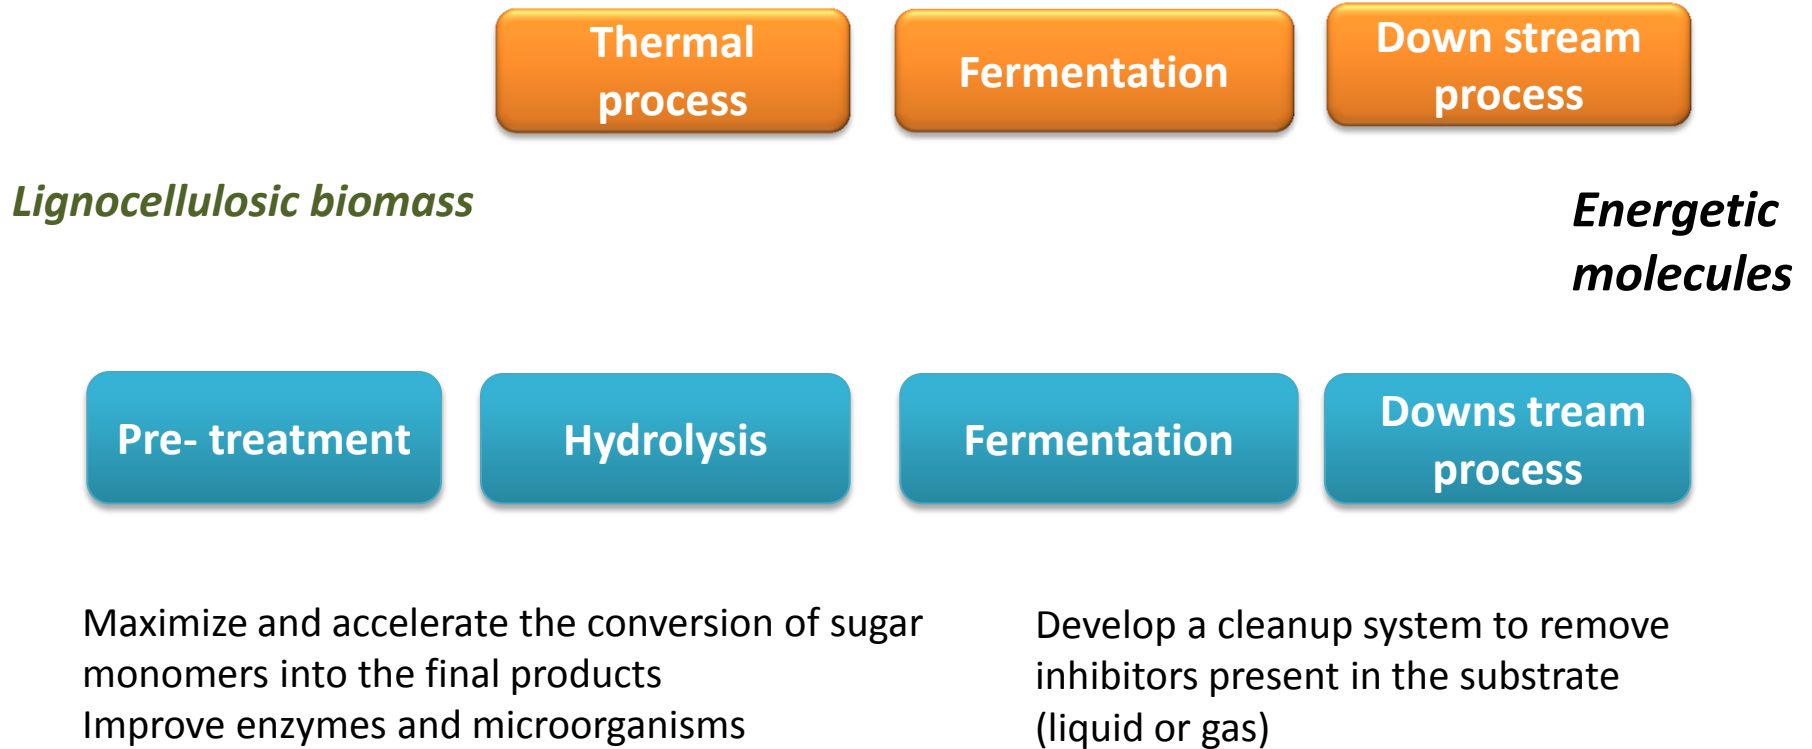 Thermal
process
Fermentation
Down stream
process
Lignocellulosic biomass
Energetic
molecules
Pre- treatment
Hydrolysis
Fermentation
Downs tream
process
Maximize and accelerate the conversion of sugar
monomers into the final products
Improve enzymes and microorganisms
Develop a cleanup system to remove
inhibitors present in the substrate
(liquid or gas)